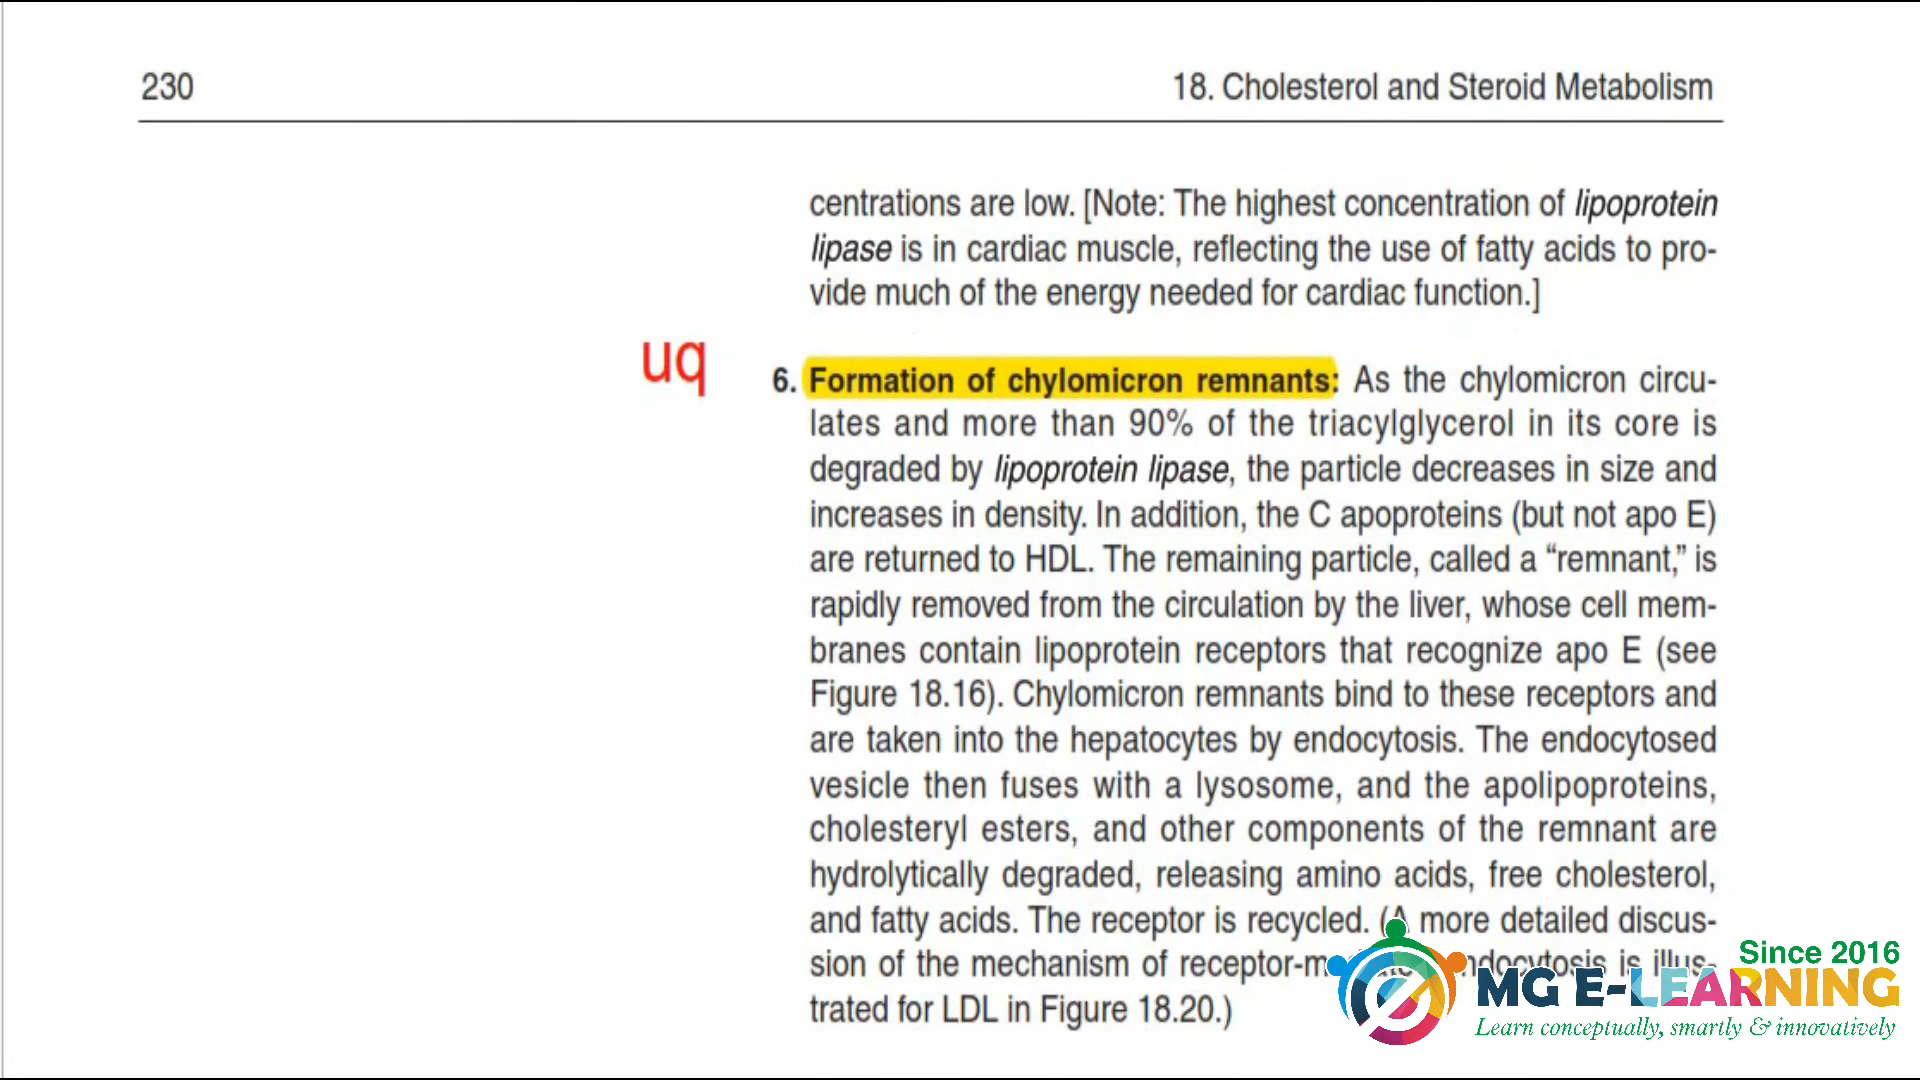 230
18. Cholesterol and Steroid Metabolism
centrations are low. [Note: The highest concentration of lipoprotein
lipase is in cardiac muscle, reflecting the use of fatty acids to pro-
vide much of the energy needed for cardiac function.]
uq
6. Formation of chylomicron remnants: As the chylomicron circu-
lates and more than 90% of the triacylglycerol in its core is
degraded by lipoprotein lipase, the particle decreases in size and
increases in density. In addition, the C apoproteins (but not apo E)
are returned to HDL. The remaining particle, called a “remnant,” is
rapidly removed from the circulation by the liver, whose cell mem-
branes contain lipoprotein receptors that recognize apo E (see
Figure 18.16). Chylomicron remnants bind to these receptors and
are taken into the hepatocytes by endocytosis. The endocytosed
vesicle then fuses with a lysosome, and the apolipoproteins,
cholesteryl esters, and other components of the remnant are
hydrolytically degraded, releasing amino acids, free cholesterol,
and fatty acids. The receptor is recycled. (A more detailed discus-
sion of the mechanism of endocytosis is illus-
trated for LDL in Figure 18.20.)
Since 2016
MG E-LEARNING
Learn conceptually, smartly & innovatively